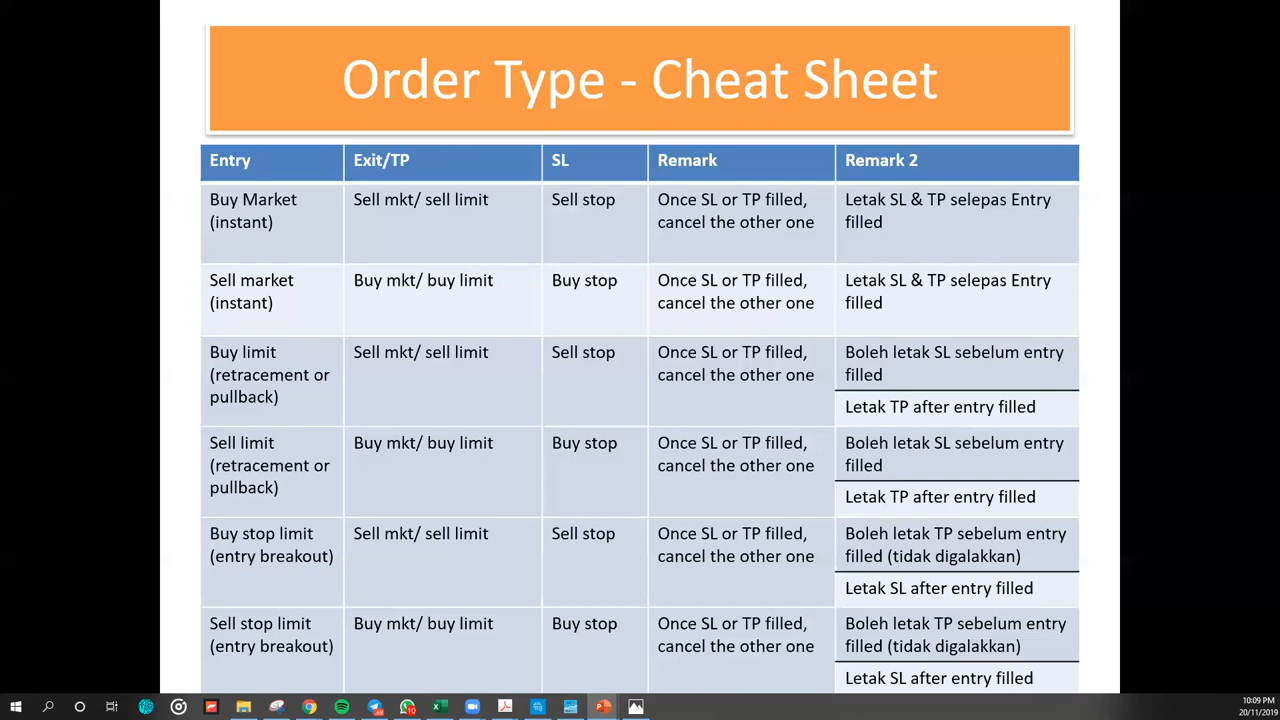 Order Type - Cheat Sheet
Entry
Exit/TP
SL
Remark
Remark 2
Buy Market
(instant)
Sell mkt/ sell limit
Sell stop
Once SL or TP filled,
cancel the other one
Letak SL & TP selepas Entry
filled
Sell market
(instant)
Buy mkt/ buy limit
Buy stop
Once SL or TP filled,
cancel the other one
Letak SL & TP selepas Entry
filled
Buy limit
(retracement or
pullback)
Sell mkt/ sell limit
Sell stop
Once SL or TP filled,
cancel the other one
Boleh letak SL sebelum entry
filled
Letak TP after entry filled
Sell limit
(retracement or
pullback)
Buy mkt/ buy limit
Buy stop
Once SL or TP filled,
cancel the other one
Boleh letak SL sebelum entry
filled
Letak TP after entry filled
Buy stop limit
(entry breakout)
Sell mkt/ sell limit
Sell stop
Once SL or TP filled,
cancel the other one
Boleh letak TP sebelum entry
filled (tidak digalakkan)
Letak SL after entry filled
Sell stop limit
(entry breakout)
Buy mkt/ buy limit
Buy stop
Once SL or TP filled,
cancel the other one
Boleh letak TP sebelum entry
filled (tidak digalakkan)
Letak SL after entry filled
10:09 PM
20/11/2019